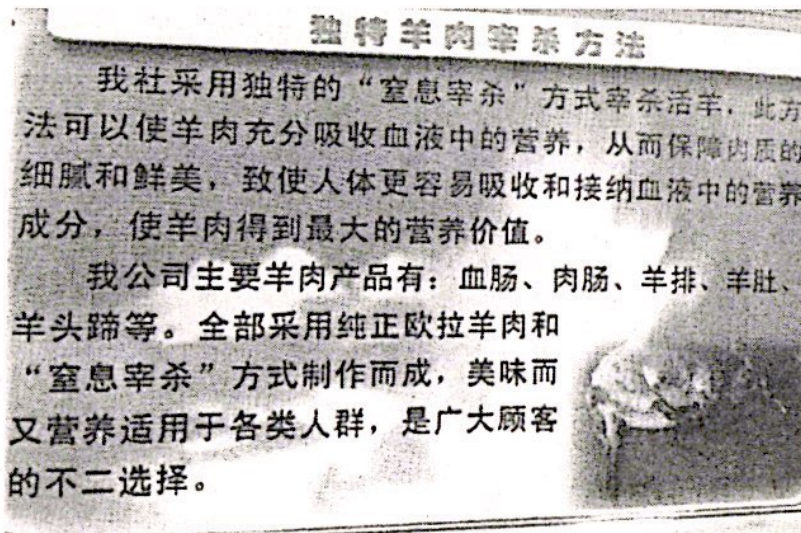 独特羊肉宰杀方法
我社采用独特的“窒息宰杀”方式宰杀活羊，此方
法可以使羊肉充分吸收血液中的营养，从而保障肉质的
细腻和鲜美，致使人体更容易吸收和接纳血液中的营养
成分，使羊肉得到最大的营养价值。
我公司主要羊肉产品有：血肠、肉肠、羊排、羊肚、
羊头蹄等。全部采用纯正欧拉羊肉和
“窒息宰杀”方式制作而成，美味而
又营养适用于各类人群，是广大顾客
的不二选择。